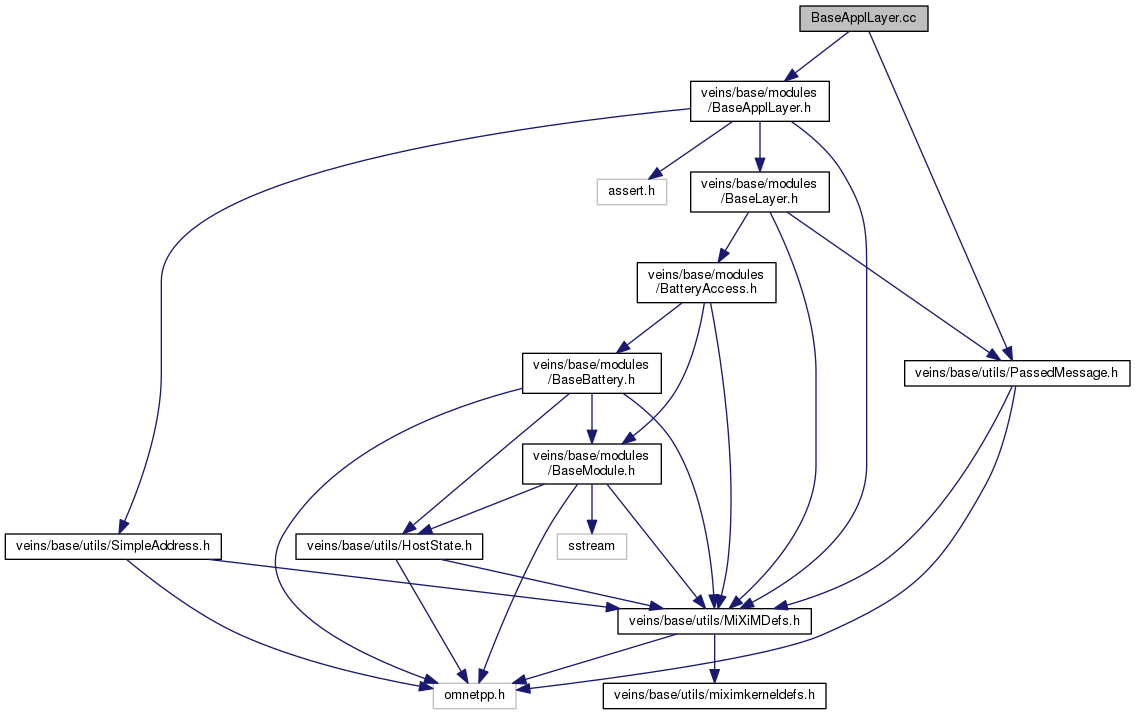 BaseApplLayer.cc
veins/base/modules
/BaseApplLayer.h
assert.h
veins/base/modules
/BaseLayer.h
veins/base/modules
/BatteryAccess.h
veins/base/modules
/BaseBattery.h
veins/base/utils/PassedMessage.h
veins/base/modules
/BaseModule.h
veins/base/utils/SimpleAddress.h
veins/base/utils/HostState.h
sstream
veins/base/utils/MiXiMDefs.h
omnetpp.h
veins/base/utils/miximkerneldefs.h